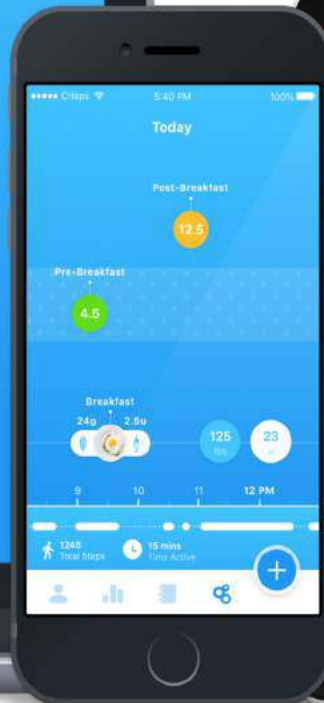 Crisps 5:40 PM 100%
Today
Post-Breakfast
12.5
Pre-Breakfast
4.5
Breakfast
24g 2.5u
125 23
lbs u
9 10 11 12 PM
1245 15 mins
Total Steps Time Active